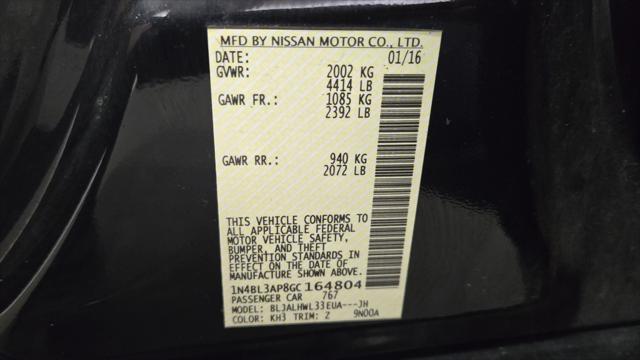 MFD BY NISSAN MOTOR CO., LTD.
DATE: 01/16
GVWR: 2002 KG
4414 LB
GAWR FR.: 1085 KG
2392 LB
GAWR RR.: 940 KG
2072 LB
THIS VEHICLE CONFORMS TO
ALL APPLICABLE FEDERAL
MOTOR VEHICLE SAFETY,
BUMPER, AND THEFT
PREVENTION STANDARDS IN
EFFECT ON THE DATE OF
MANUFACTURE SHOWN ABOVE.
1N4BL3AP8GC164804
PASSENGER CAR 767
MODEL: BLJALHWL33EUA---JH
COLOR: KH3 TRIM: Z 9N00A